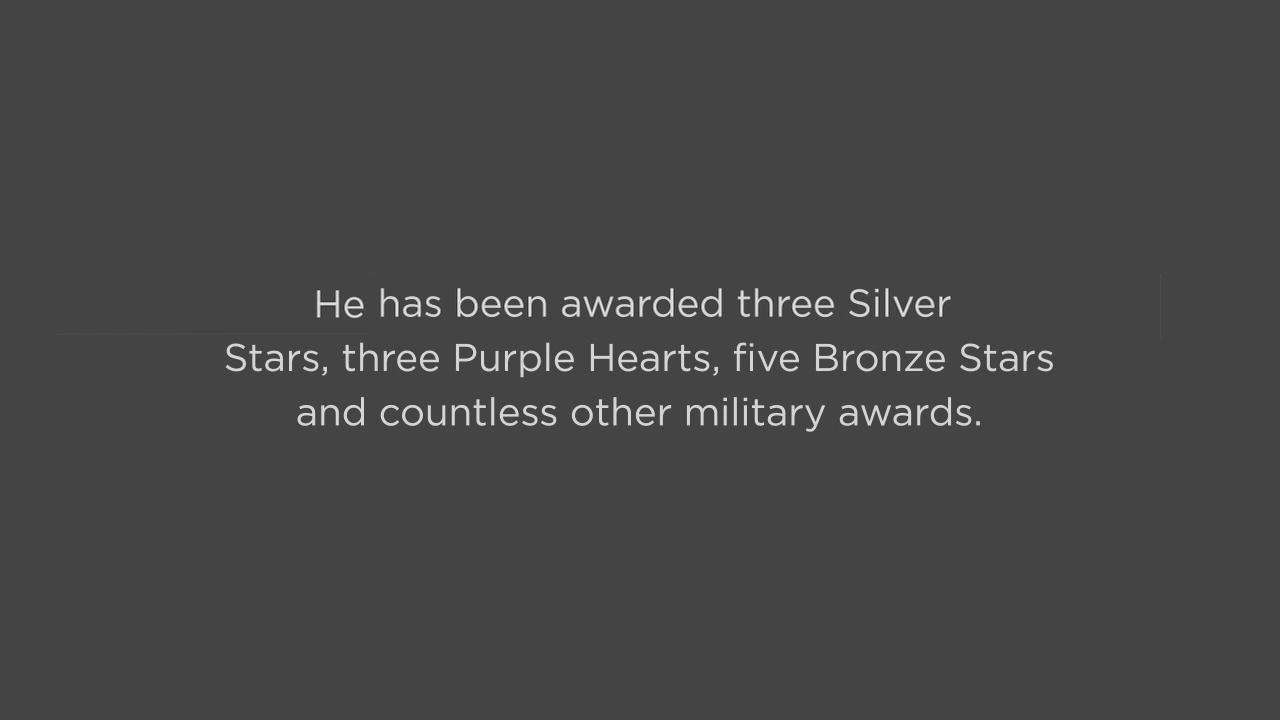 He has been awarded three Silver
Stars, three Purple Hearts, five Bronze Stars
and countless other military awards.